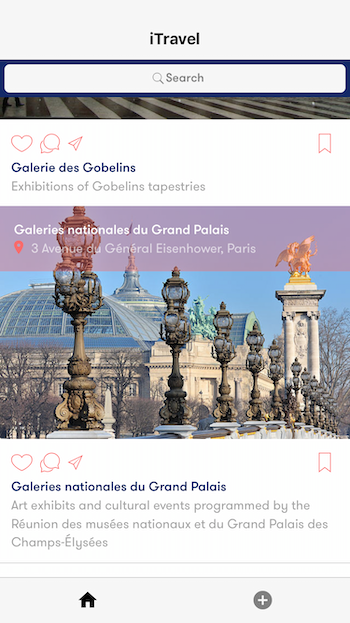 iTravel
Search
Galerie des Gobelins
Exhibitions of Gobelins tapestries
Galeries nationales du Grand Palais
3 Avenue du Général Eisenhower, Paris
Galeries nationales du Grand Palais
Art exhibits and cultural events programmed by the
Réunion des musées nationaux et du Grand Palais des
Champs-Élysées